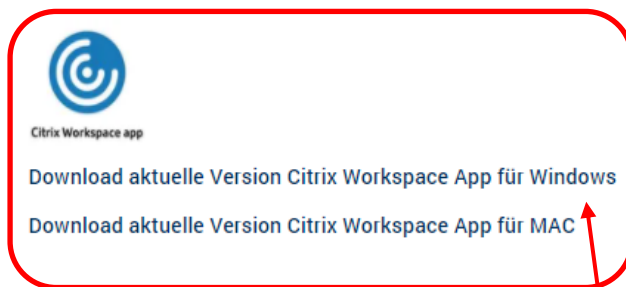 Citrix Workspace app
Download aktuelle Version Citrix Workspace App für Windows
Download aktuelle Version Citrix Workspace App für MAC